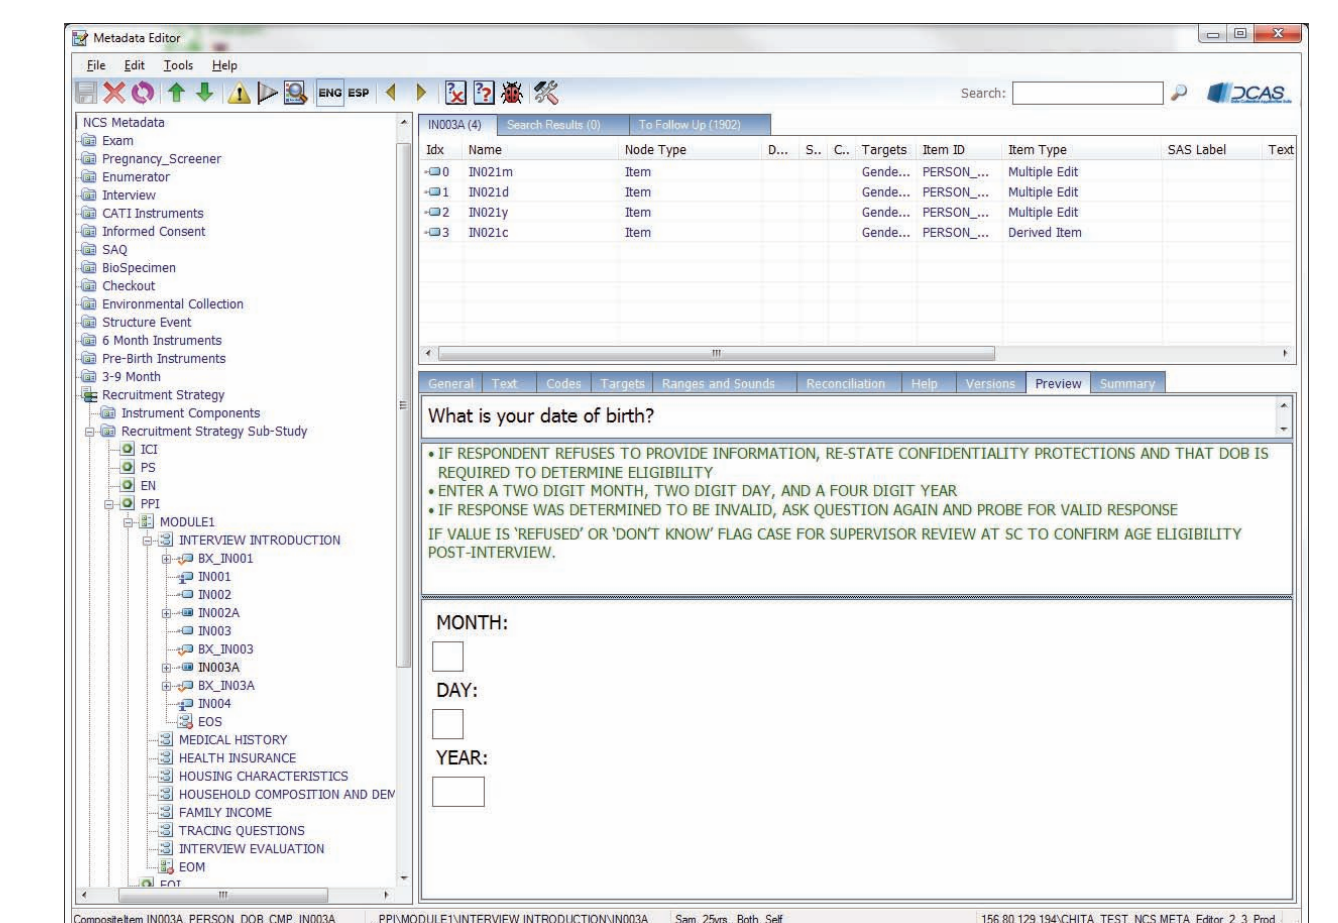 Metadata Editor
File Edit Tools Help
ENG ESP
Search:
DCAS
NCS Metadata
Exam
Pregnancy_Screener
Enumerator
Interview
CATI Instruments
Informed Consent
SAQ
BioSpecimen
Checkout
Environmental Collection
Structure Event
6 Month Instruments
Pre-Birth Instruments
3-9 Month
Recruitment Strategy
Instrument Components
Recruitment Strategy Sub-Study
ICI
PS
EN
PPI
MODULE1
INTERVIEW INTRODUCTION
BX_IN001
IN001
IN002
IN002A
IN003
BX_IN003
IN003A
BX_IN03A
IN004
EOS
MEDICAL HISTORY
HEALTH INSURANCE
HOUSING CHARACTERISTICS
HOUSEHOLD COMPOSITION AND DEM
FAMILY INCOME
TRACING QUESTIONS
INTERVIEW EVALUATION
EOM
IN003A (4) Search Results (0) To Follow Up (1902)
Idx Name Node Type D... S.. C.. Targets Item ID Item Type SAS Label Text
0 IN021m Item Gende... PERSON_... Multiple Edit
1 IN021d Item Gende... PERSON_... Multiple Edit
2 IN021y Item Gende... PERSON_... Multiple Edit
3 IN021c Item Gende... PERSON_... Derived Item
General Text Codes Targets Ranges and Sounds Reconciliation Help Versions Preview Summary
What is your date of birth?
• IF RESPONDENT REFUSES TO PROVIDE INFORMATION, RE-STATE CONFIDENTIALITY PROTECTIONS AND THAT DOB IS
REQUIRED TO DETERMINE ELIGIBILITY
• ENTER A TWO DIGIT MONTH, TWO DIGIT DAY, AND A FOUR DIGIT YEAR
• IF RESPONSE WAS DETERMINED TO BE INVALID, ASK QUESTION AGAIN AND PROBE FOR VALID RESPONSE
IF VALUE IS ‘REFUSED’ OR ‘DON’T KNOW’ FLAG CASE FOR SUPERVISOR REVIEW AT SC TO CONFIRM AGE ELIGIBILITY
POST-INTERVIEW.
MONTH:
DAY:
YEAR:
CompositeItem IN003A PERSON_DOB_CMP_IN003A PPI\MODULE1\INTERVIEW INTRODUCTION\IN003A Sam, 25yrs, Both, Self 156.80.129.194\CHITA_TEST_NCS META_Editor_2_3_Prod